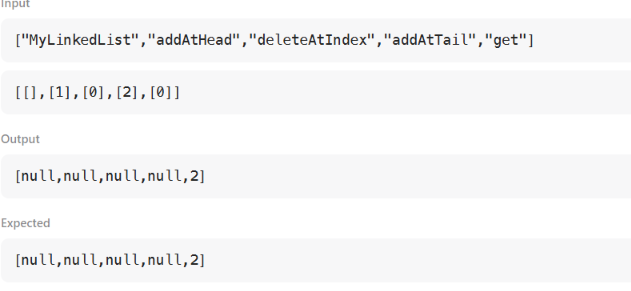 Input
["MyLinkedList","addAtHead","deleteAtIndex","addAtTail","get"]
[[],[1],[0],[2],[0]]
Output
[null,null,null,null,2]
Expected
[null,null,null,null,2]